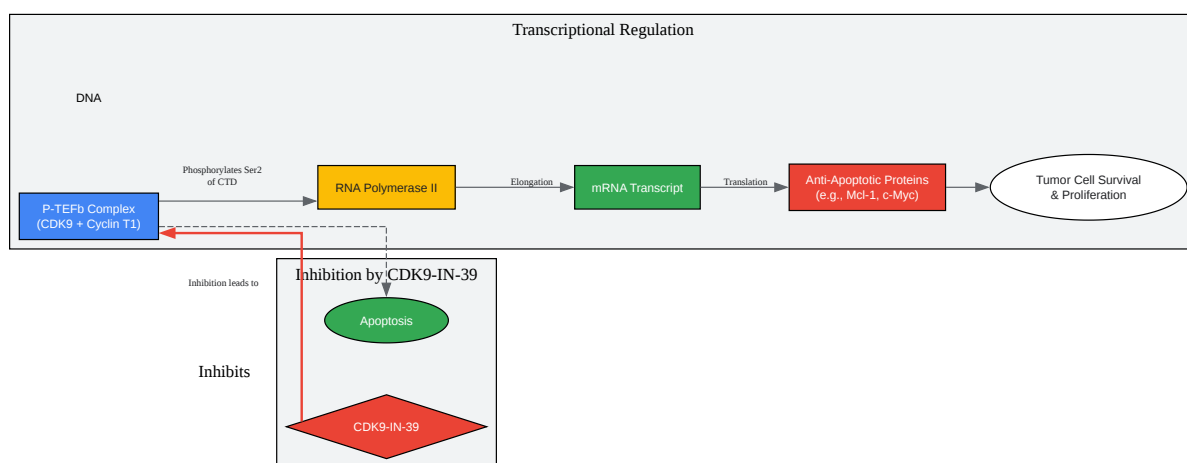 Transcriptional Regulation
DNA
Phosphorylates Ser2
of CTD
P-TEFb Complex
(CDK9 + Cyclin T1)
RNA Polymerase II
Elongation
mRNA Transcript
Translation
Anti-Apoptotic Proteins
(e.g., Mcl-1, c-Myc)
Tumor Cell Survival
& Proliferation
Inhibition by CDK9-IN-39
Inhibition leads to
Apoptosis
Inhibits
CDK9-IN-39